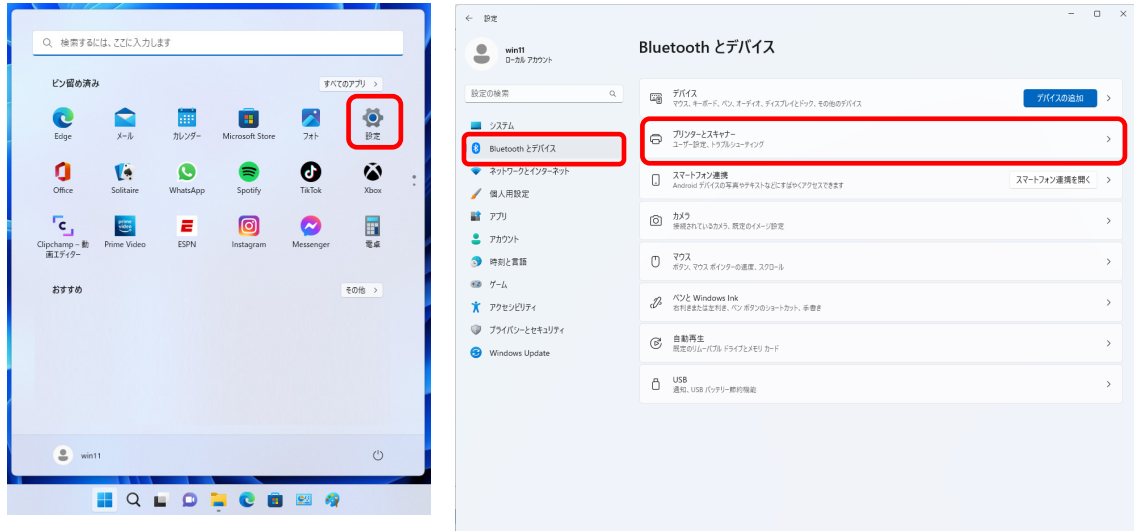 検索するには、ここに入力します
ピン留め済み
すべてのアプリ
Edge
メール
カレンダー
Microsoft Store
フォト
設定
Office
Solitaire
WhatsApp
Spotify
TikTok
Xbox
Clipchamp – 動
画エディター
prime video
Prime Video
ESPN
Instagram
Messenger
電卓
おすすめ
その他
win11
設定
win11
ローカル アカウント
設定の検索
システム
Bluetooth とデバイス
ネットワークとインターネット
個人用設定
アプリ
アカウント
時刻と言語
ゲーム
アクセシビリティ
プライバシーとセキュリティ
Windows Update
Bluetooth とデバイス
デバイス
マウス、キーボード、ペン、オーディオ、ディスプレイとドック、その他のデバイス
デバイスの追加
プリンターとスキャナー
ユーザー設定、トラブルシューティング
スマートフォン連携
Android デバイスの写真やテキストなどにすばやくアクセスできます
スマートフォン連携を開く
カメラ
接続されているカメラ、既定のイメージ設定
マウス
ボタン、マウス ポインターの速度、スクロール
ペンと Windows Ink
右利きまたは左利き、ペン ボタンのショートカット、手書き
自動再生
既定のリムーバブル ドライブとメモリ カード
USB
通知、USB バッテリー節約機能